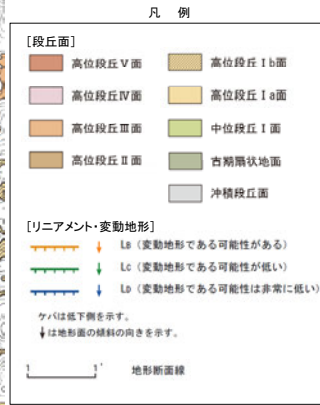 凡 例
[段丘面]
高位段丘Ⅴ面
高位段丘Ⅰb面
高位段丘Ⅳ面
高位段丘Ⅰa面
高位段丘Ⅲ面
中位段丘Ⅰ面
高位段丘Ⅱ面
古期扇状地面
沖積段丘面
[リニアメント・変動地形]
LB（変動地形である可能性がある）
LC（変動地形である可能性が低い）
LD（変動地形である可能性は非常に低い）
ケバは低下側を示す。
↓は地形面の傾斜の向きを示す。
1 1' 地形断面線